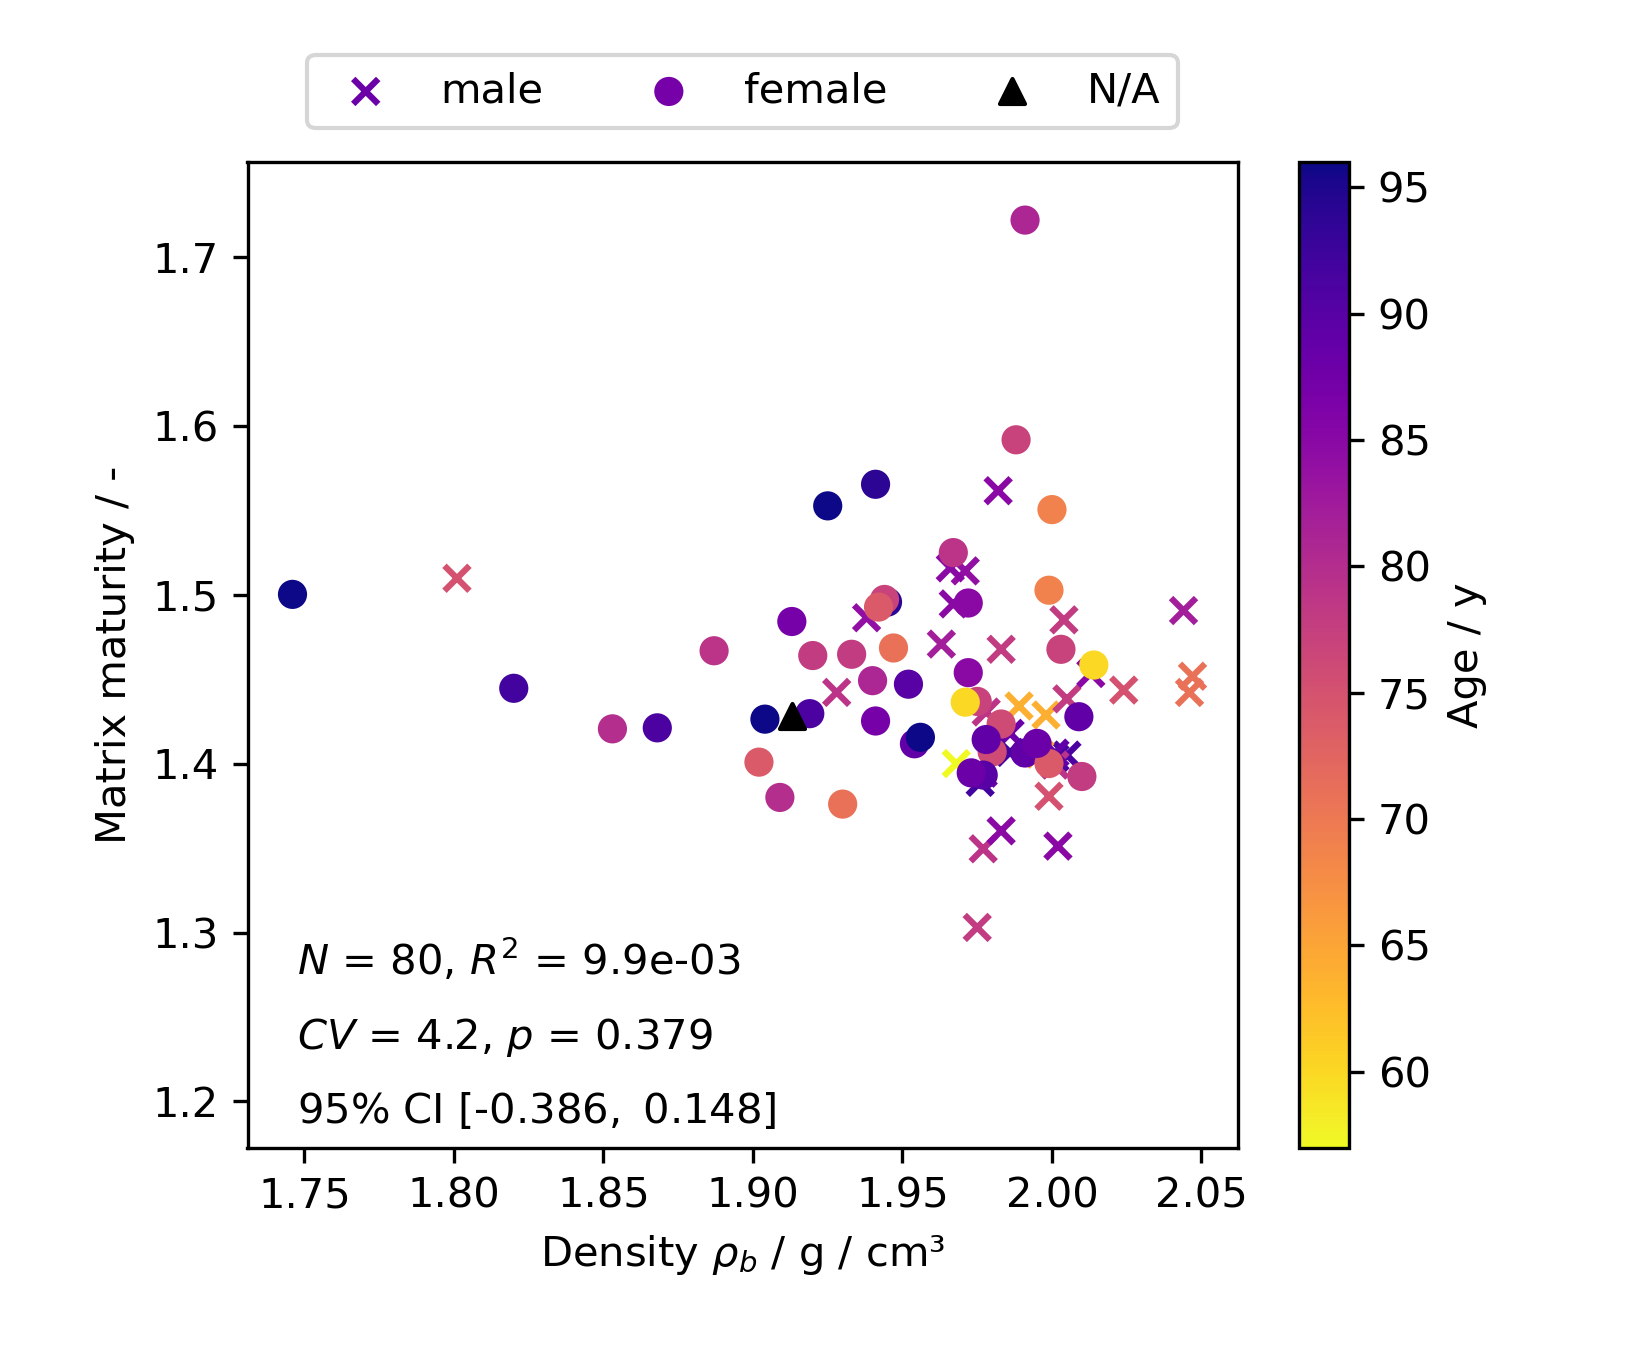 male female N/A
1.7
1.6
1.5
1.4
1.3
1.2
Matrix maturity / -
N = 80, R² = 9.9e-03
CV = 4.2, p = 0.379
95% CI [-0.386, 0.148]
1.75 1.80 1.85 1.90 1.95 2.00 2.05
Density ρ_b / g / cm³
95
90
85
80
75
70
65
60
Age / y